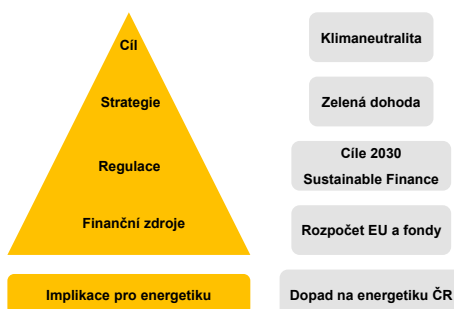 Cíl
Klimaneutralita
Strategie
Zelená dohoda
Regulace
Cíle 2030
Sustainable Finance
Finanční zdroje
Rozpočet EU a fondy
Implikace pro energetiku
Dopad na energetiku ČR